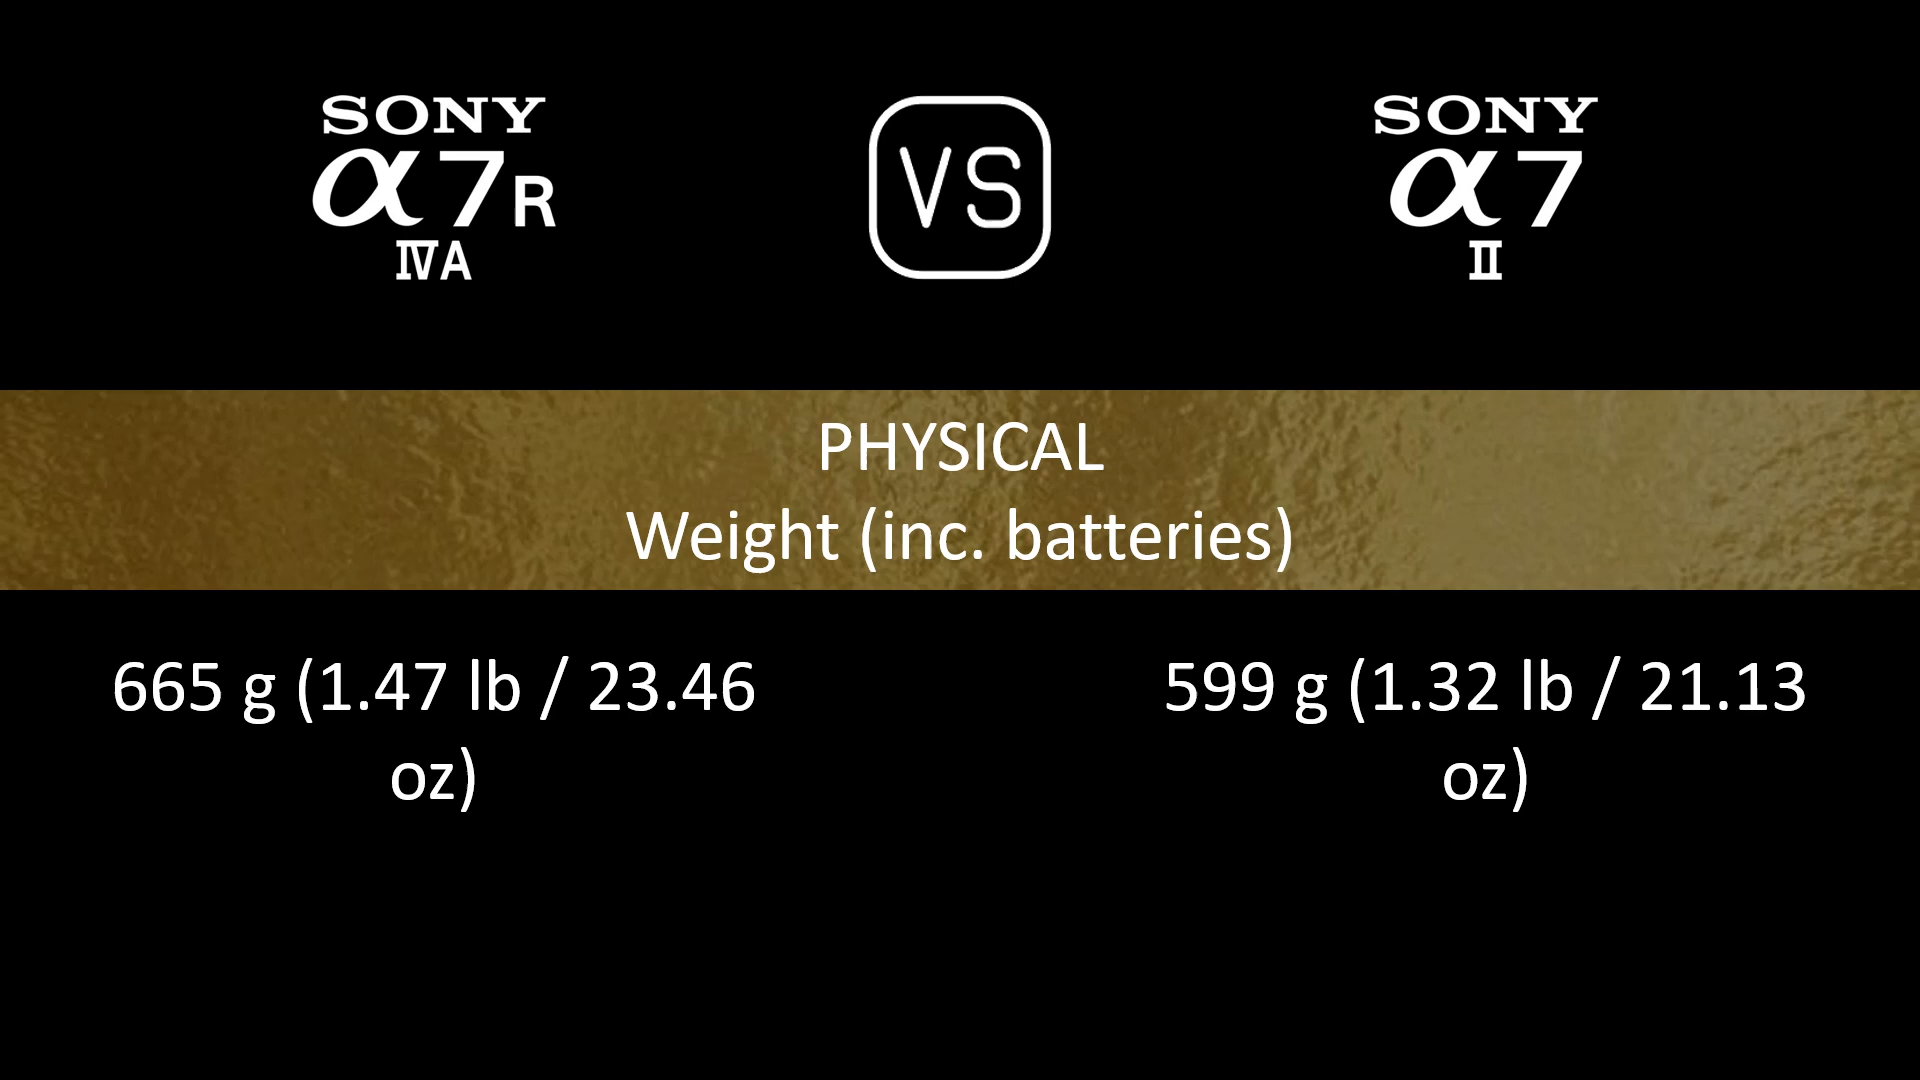 SONY
α7R
IVA
VS
SONY
α7
II
PHYSICAL
Weight (inc. batteries)
665 g (1.47 lb / 23.46
oz)
599 g (1.32 lb / 21.13
oz)